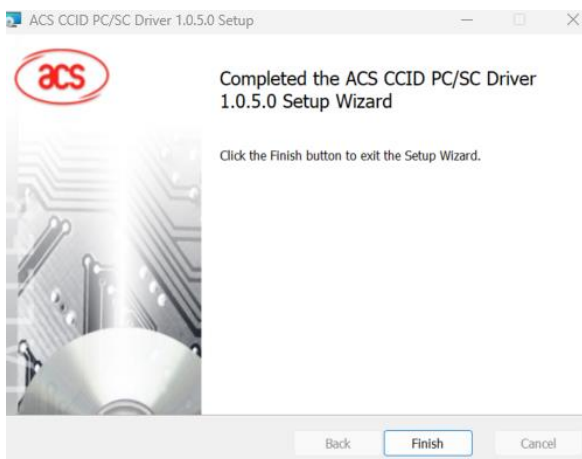 ACS CCID PC/SC Driver 1.0.5.0 Setup
acs
Completed the ACS CCID PC/SC Driver
1.0.5.0 Setup Wizard
Click the Finish button to exit the Setup Wizard.
Back Finish Cancel